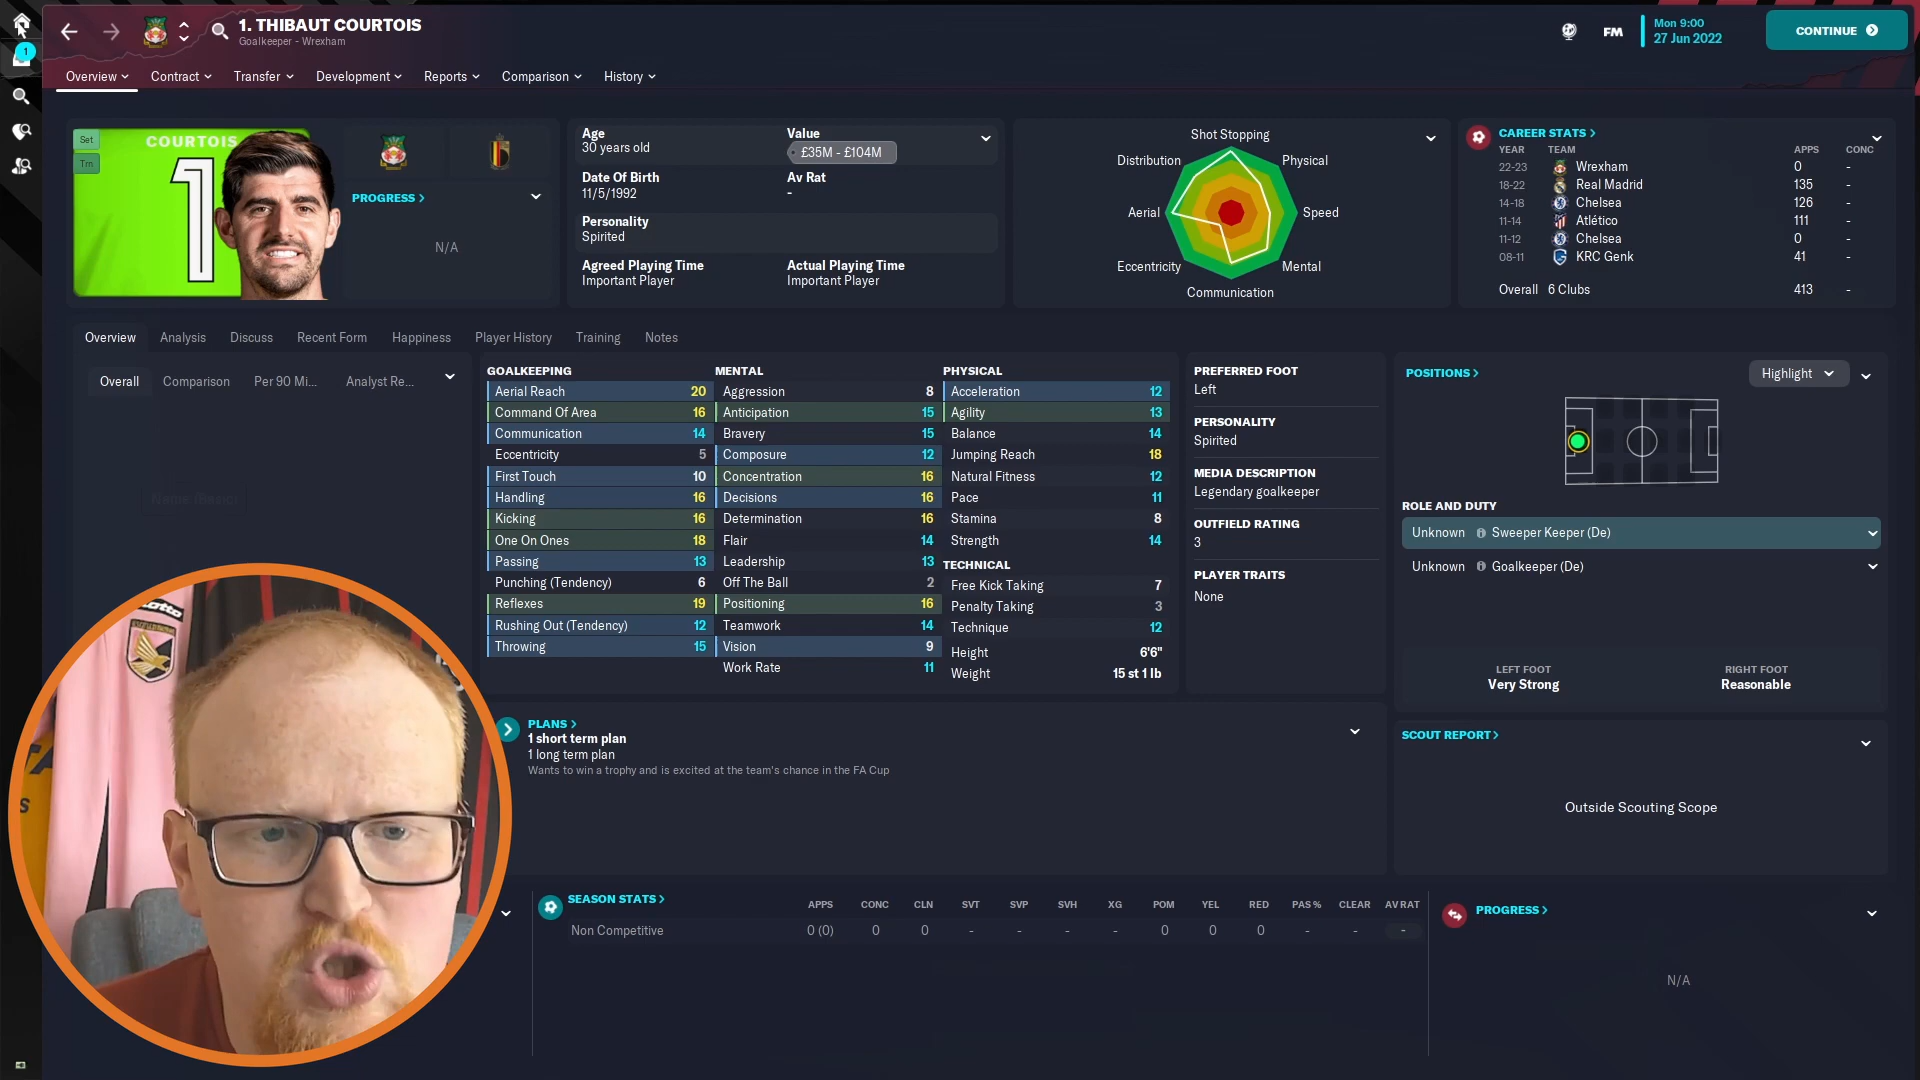 1. THIBAUT COURTOIS
Goalkeeper - Wrexham
FM
Mon 9:00
27 Jun 2022
CONTINUE
1
Overview
Contract
Transfer
Development
Reports
Comparison
History
Set
Trn
COURTOIS
1
PROGRESS >
N/A
Age
30 years old
Value
£35M - £104M
Date Of Birth
11/5/1992
Av Rat
-
Personality
Spirited
Agreed Playing Time
Important Player
Actual Playing Time
Important Player
Shot Stopping
Distribution
Physical
Aerial
Speed
Eccentricity
Mental
Communication
CAREER STATS >
YEAR TEAM APPS CONC
22-23 Wrexham 0 -
18-22 Real Madrid 135 -
14-18 Chelsea 126 -
11-14 Atlético 111 -
11-12 Chelsea 0 -
08-11 KRC Genk 41 -
Overall 6 Clubs 413 -
Overview
Analysis
Discuss
Recent Form
Happiness
Player History
Training
Notes
Overall
Comparison
Per 90 Mi...
Analyst Re...
GOALKEEPING
Aerial Reach 20
Command Of Area 16
Communication 14
Eccentricity 5
First Touch 10
Handling 16
Kicking 16
One On Ones 18
Passing 13
Punching (Tendency) 6
Reflexes 19
Rushing Out (Tendency) 12
Throwing 15
MENTAL
Aggression 8
Anticipation 15
Bravery 15
Composure 12
Concentration 16
Decisions 16
Determination 16
Flair 14
Leadership 13
Off The Ball 2
Positioning 16
Teamwork 14
Vision 9
Work Rate 11
PHYSICAL
Acceleration 12
Agility 13
Balance 14
Jumping Reach 18
Natural Fitness 12
Pace 11
Stamina 8
Strength 14
TECHNICAL
Free Kick Taking 7
Penalty Taking 3
Technique 12
Height 6'6"
Weight 15 st 1 lb
PREFERRED FOOT
Left
PERSONALITY
Spirited
MEDIA DESCRIPTION
Legendary goalkeeper
OUTFIELD RATING
3
PLAYER TRAITS
None
POSITIONS >
Highlight
ROLE AND DUTY
Unknown Sweeper Keeper (De)
Unknown Goalkeeper (De)
LEFT FOOT
Very Strong
RIGHT FOOT
Reasonable
PLANS >
1 short term plan
1 long term plan
Wants to win a trophy and is excited at the team's chance in the FA Cup
SCOUT REPORT >
Outside Scouting Scope
SEASON STATS >
APPS CONC CLN SVT SVP SVH XG POM YEL RED PAS % CLEAR AV RAT
Non Competitive 0 (0) 0 0 - - - - 0 0 0 - - -
PROGRESS >
N/A